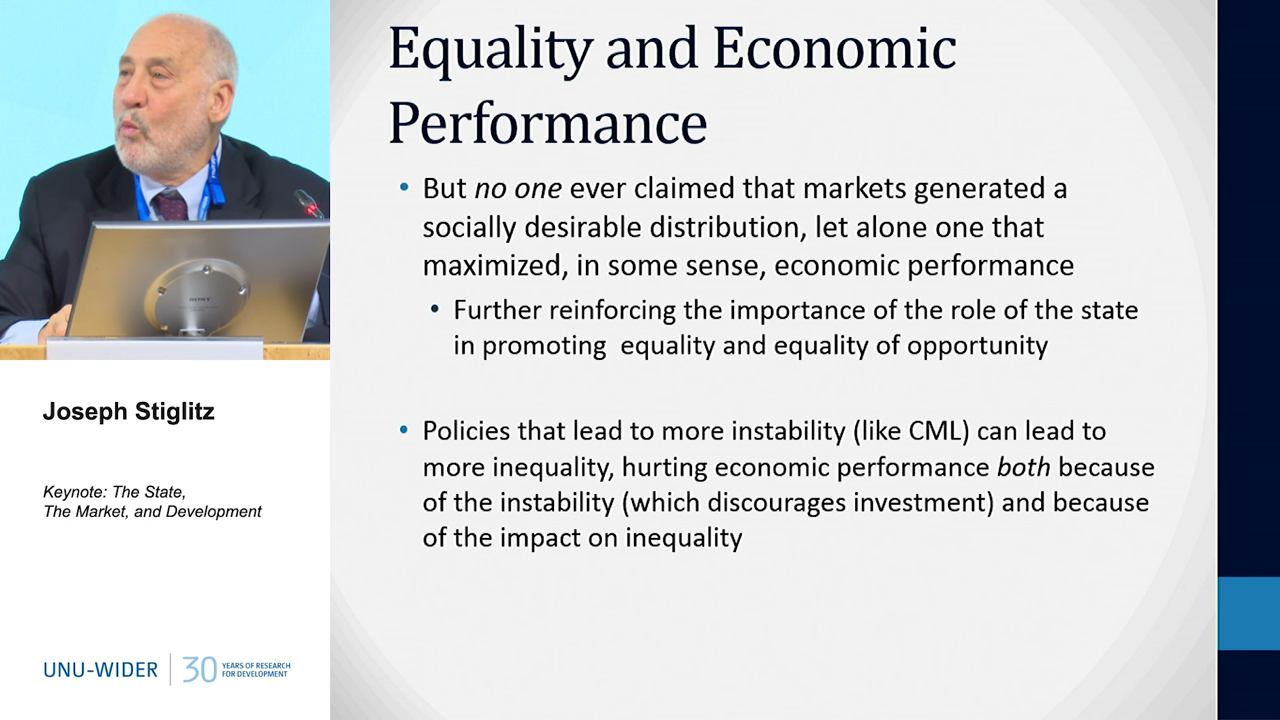 Equality and Economic
Performance
• But no one ever claimed that markets generated a
socially desirable distribution, let alone one that
maximized, in some sense, economic performance
• Further reinforcing the importance of the role of the state
in promoting  equality and equality of opportunity
• Policies that lead to more instability (like CML) can lead to
more inequality, hurting economic performance both because
of the instability (which discourages investment) and because
of the impact on inequality
SONY
Joseph Stiglitz
Keynote: The State,
The Market, and Development
UNU-WIDER
30
YEARS OF RESEARCH
FOR DEVELOPMENT